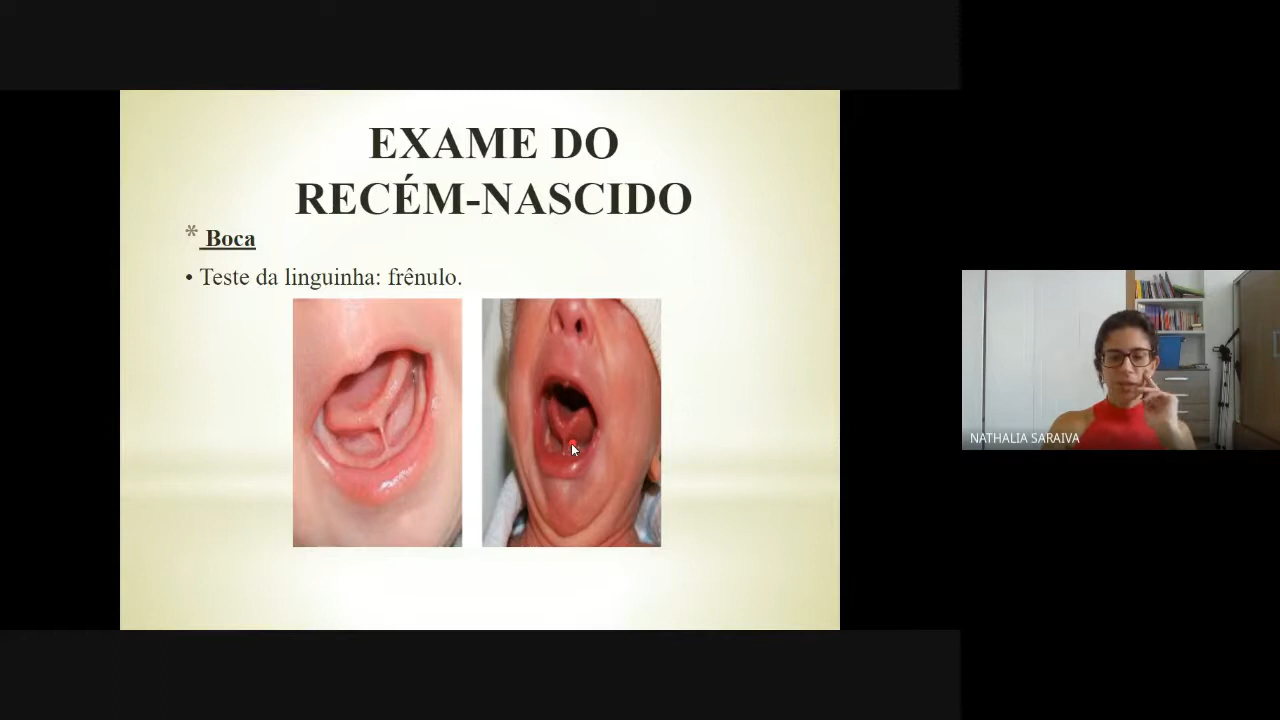 EXAME DO
RECÉM-NASCIDO
* Boca
• Teste da linguinha: frênulo.
NATHALIA SARAIVA